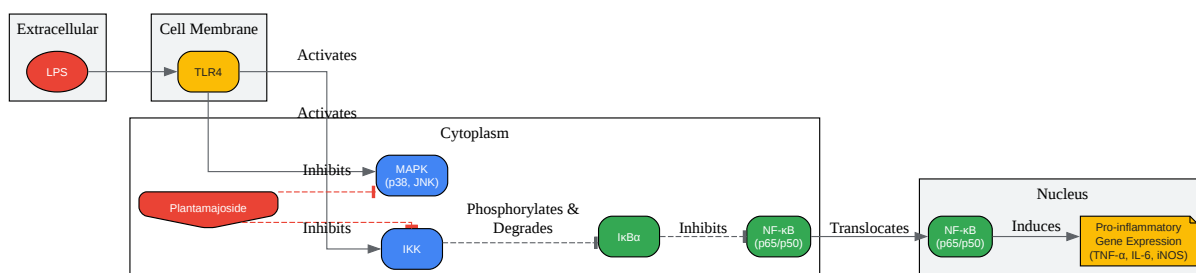 Extracellular
Cell Membrane
LPS
TLR4
Activates
Activates
Cytoplasm
Inhibits
MAPK
(p38, JNK)
Plantamajoside
Inhibits
IKK
Phosphorylates &
Degrades
IκBα
Inhibits
NF-κB
(p65/p50)
Translocates
Nucleus
NF-κB
(p65/p50)
Induces
Pro-inflammatory
Gene Expression
(TNF-α, IL-6, iNOS)